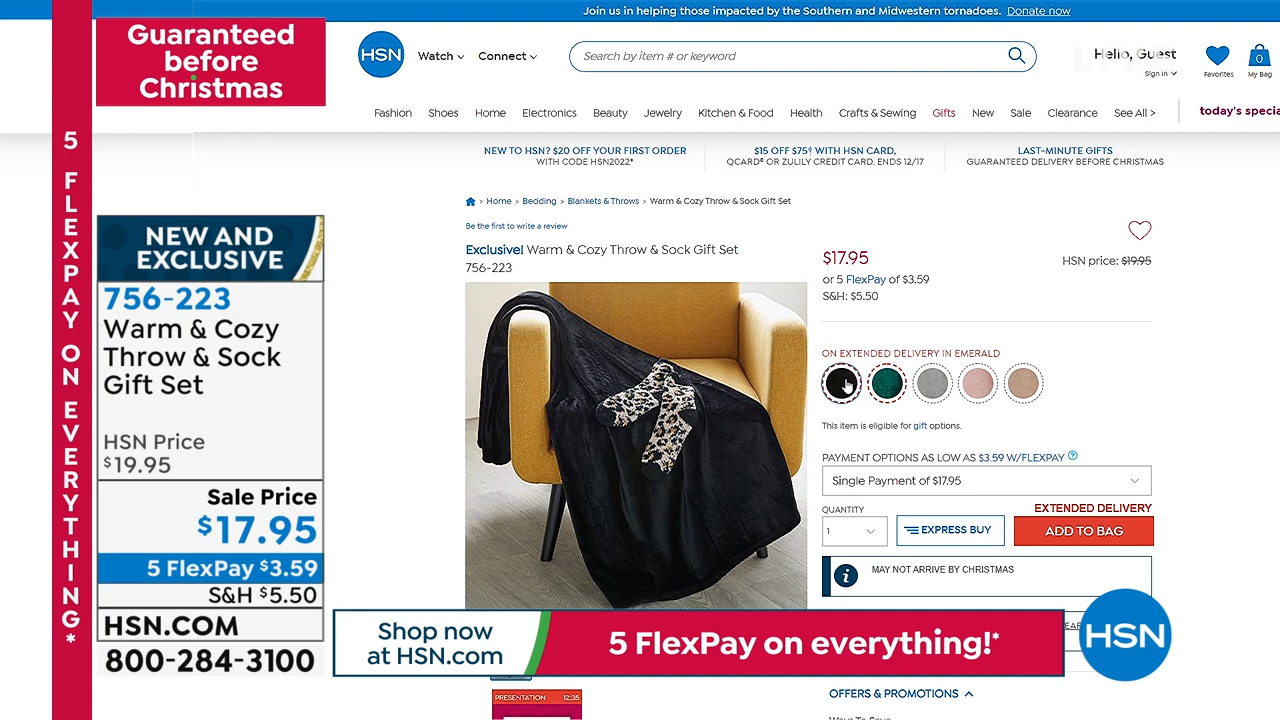 Join us in helping those impacted by the Southern and Midwestern tornadoes. Donate now
Guaranteed
before
Christmas
5 FLEXPAY ON EVERYTHING*
HSN
Watch
Connect
Search by item # or keyword
Hello, Guest
Sign in
Favorites
0
My Bag
Fashion Shoes Home Electronics Beauty Jewelry Kitchen & Food Health Crafts & Sewing Gifts New Sale Clearance See All > today's specia
NEW TO HSN? $20 OFF YOUR FIRST ORDER
WITH CODE HSN2022*
$15 OFF $75† WITH HSN CARD,
QCARD® OR ZULILY CREDIT CARD. ENDS 12/17
LAST-MINUTE GIFTS
GUARANTEED DELIVERY BEFORE CHRISTMAS
> Home > Bedding > Blankets & Throws > Warm & Cozy Throw & Sock Gift Set
Be the first to write a review
Exclusive! Warm & Cozy Throw & Sock Gift Set
756-223
$17.95
HSN price: $19.95
or 5 FlexPay of $3.59
S&H: $5.50
ON EXTENDED DELIVERY IN EMERALD
This item is eligible for gift options.
PAYMENT OPTIONS AS LOW AS $3.59 W/FLEXPAY ?
Single Payment of $17.95
QUANTITY
1
EXPRESS BUY
EXTENDED DELIVERY
ADD TO BAG
i
MAY NOT ARRIVE BY CHRISTMAS
NEW AND
EXCLUSIVE
756-223
Warm & Cozy
Throw & Sock
Gift Set
HSN Price
$19.95
Sale Price
$17.95
5 FlexPay $3.59
S&H $5.50
HSN.COM
800-284-3100
Shop now
at HSN.com
5 FlexPay on everything!*
HSN
PRESENTATION 12:35
OFFERS & PROMOTIONS